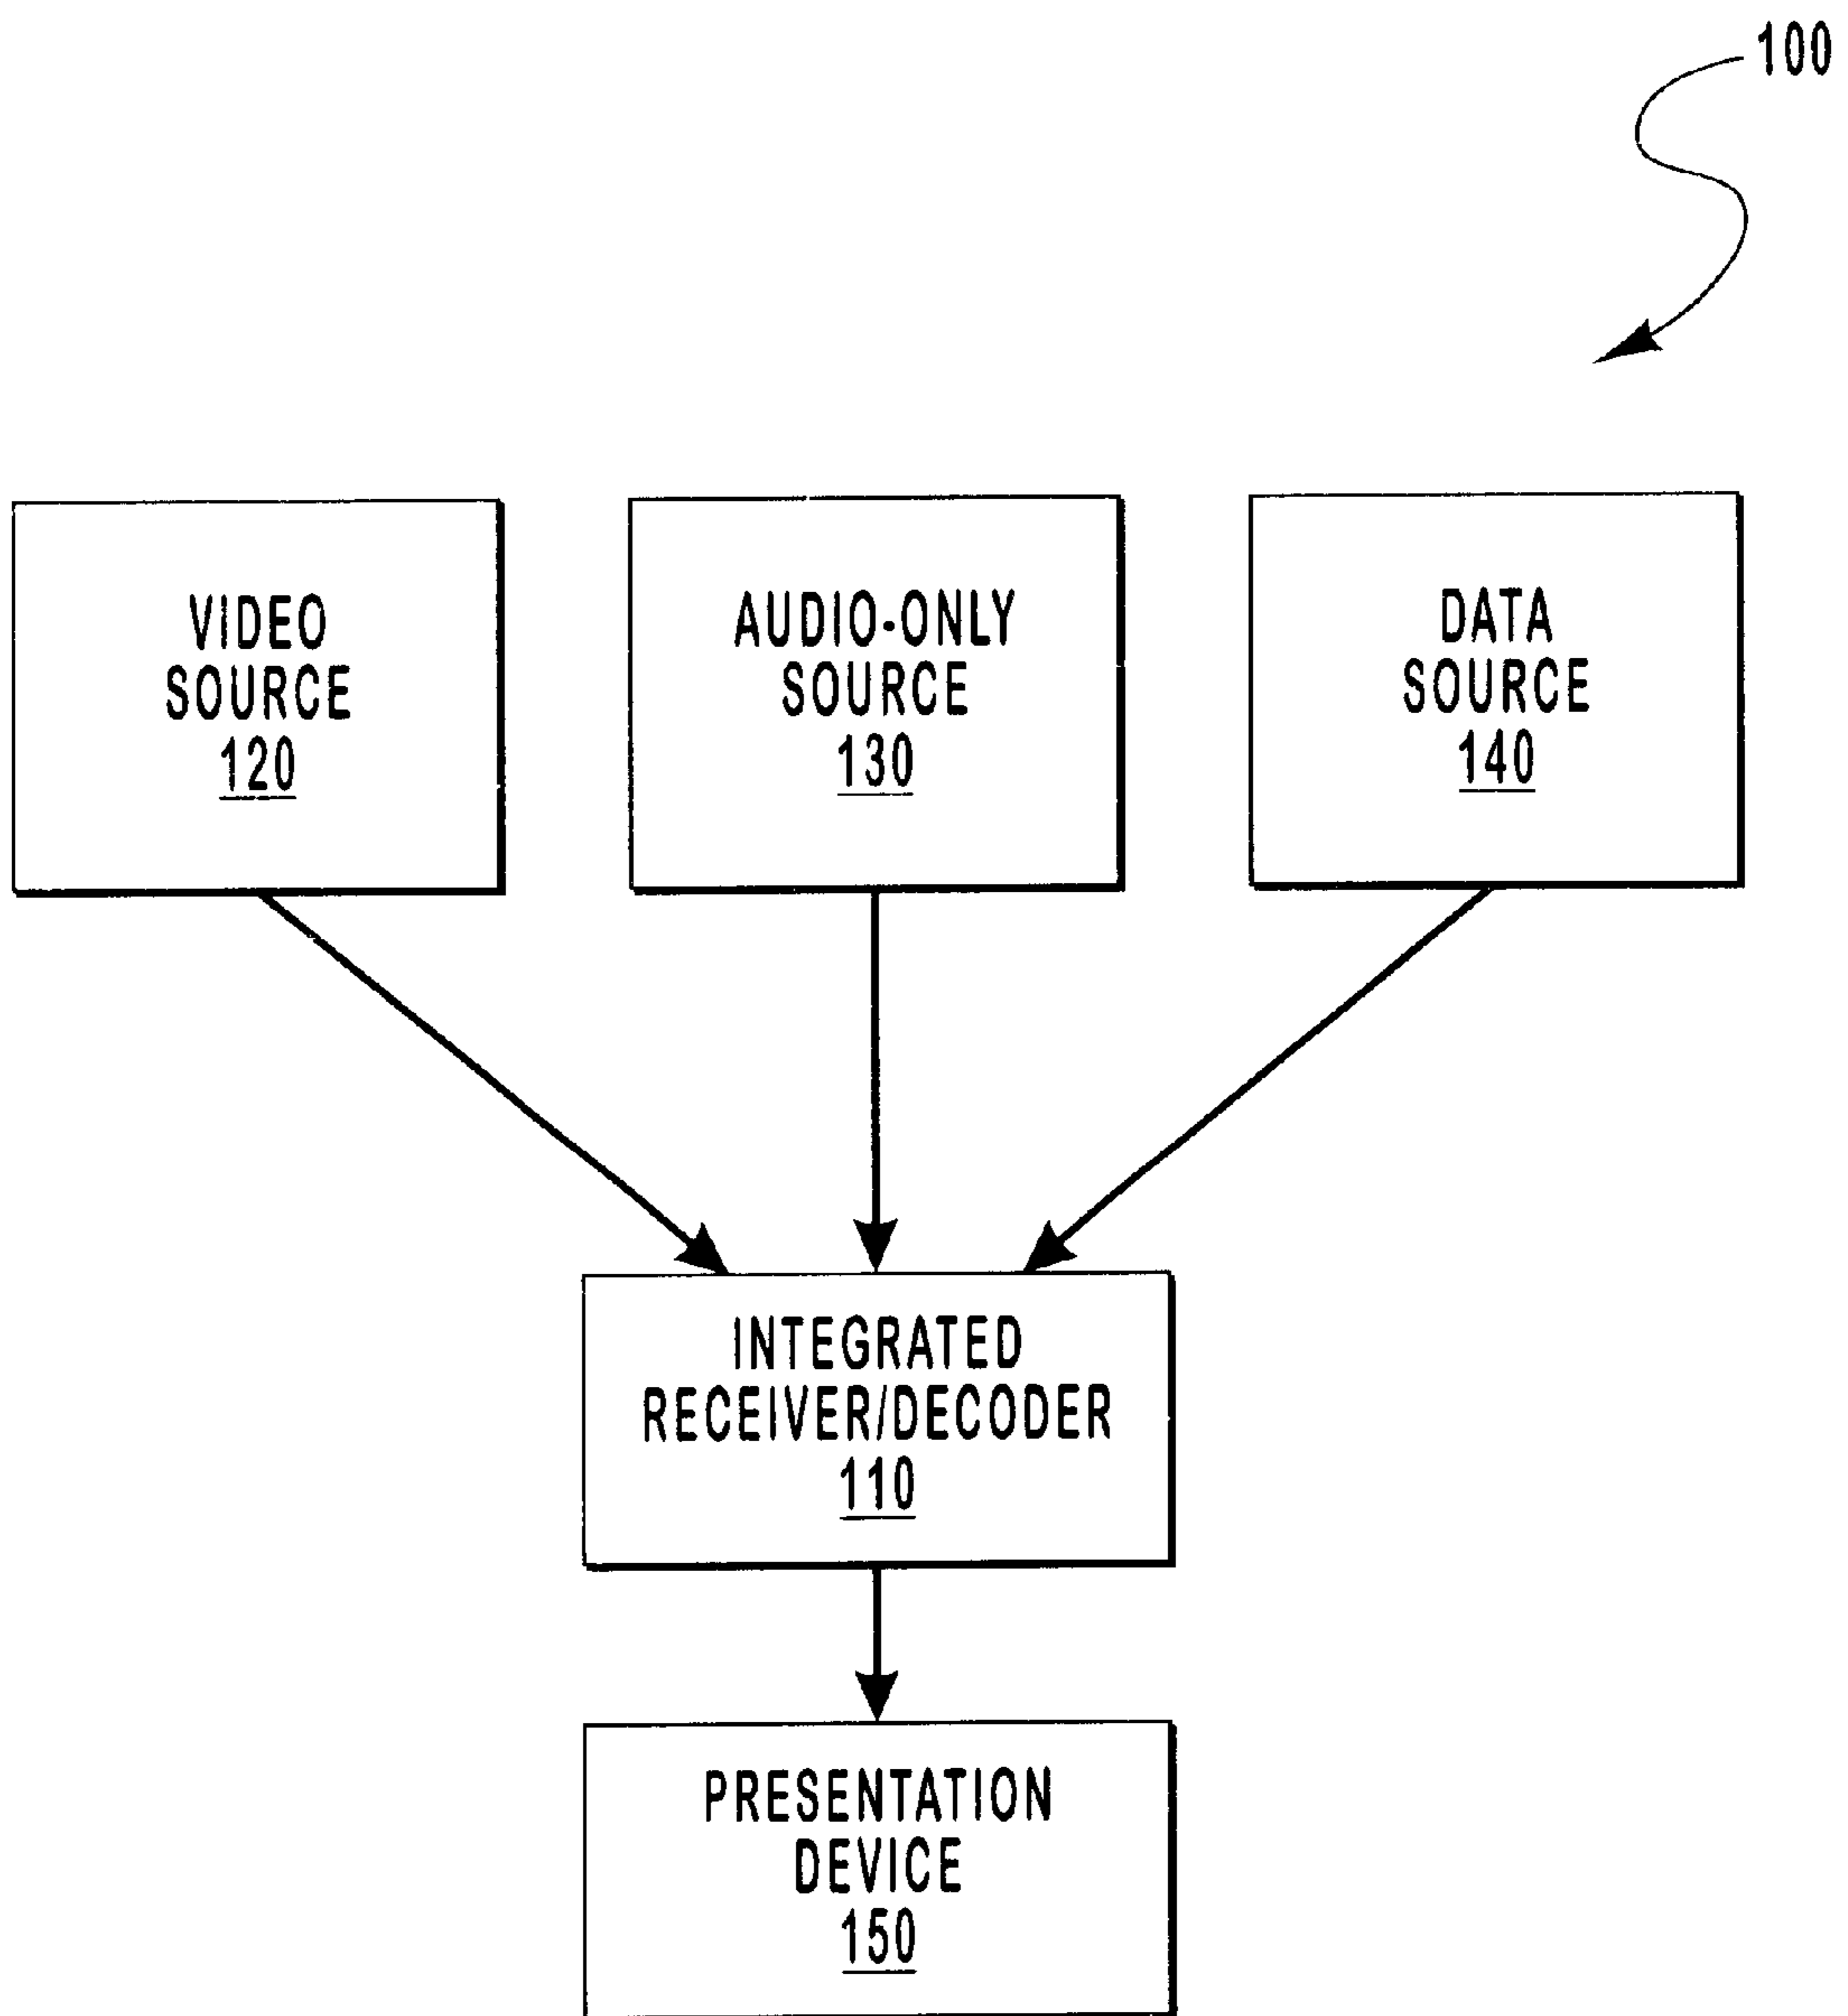 100
VIDEO
SOURCE
120
AUDIO-ONLY
SOURCE
130
DATA
SOURCE
140
INTEGRATED
RECEIVER/DECODER
110
PRESENTATION
DEVICE
150